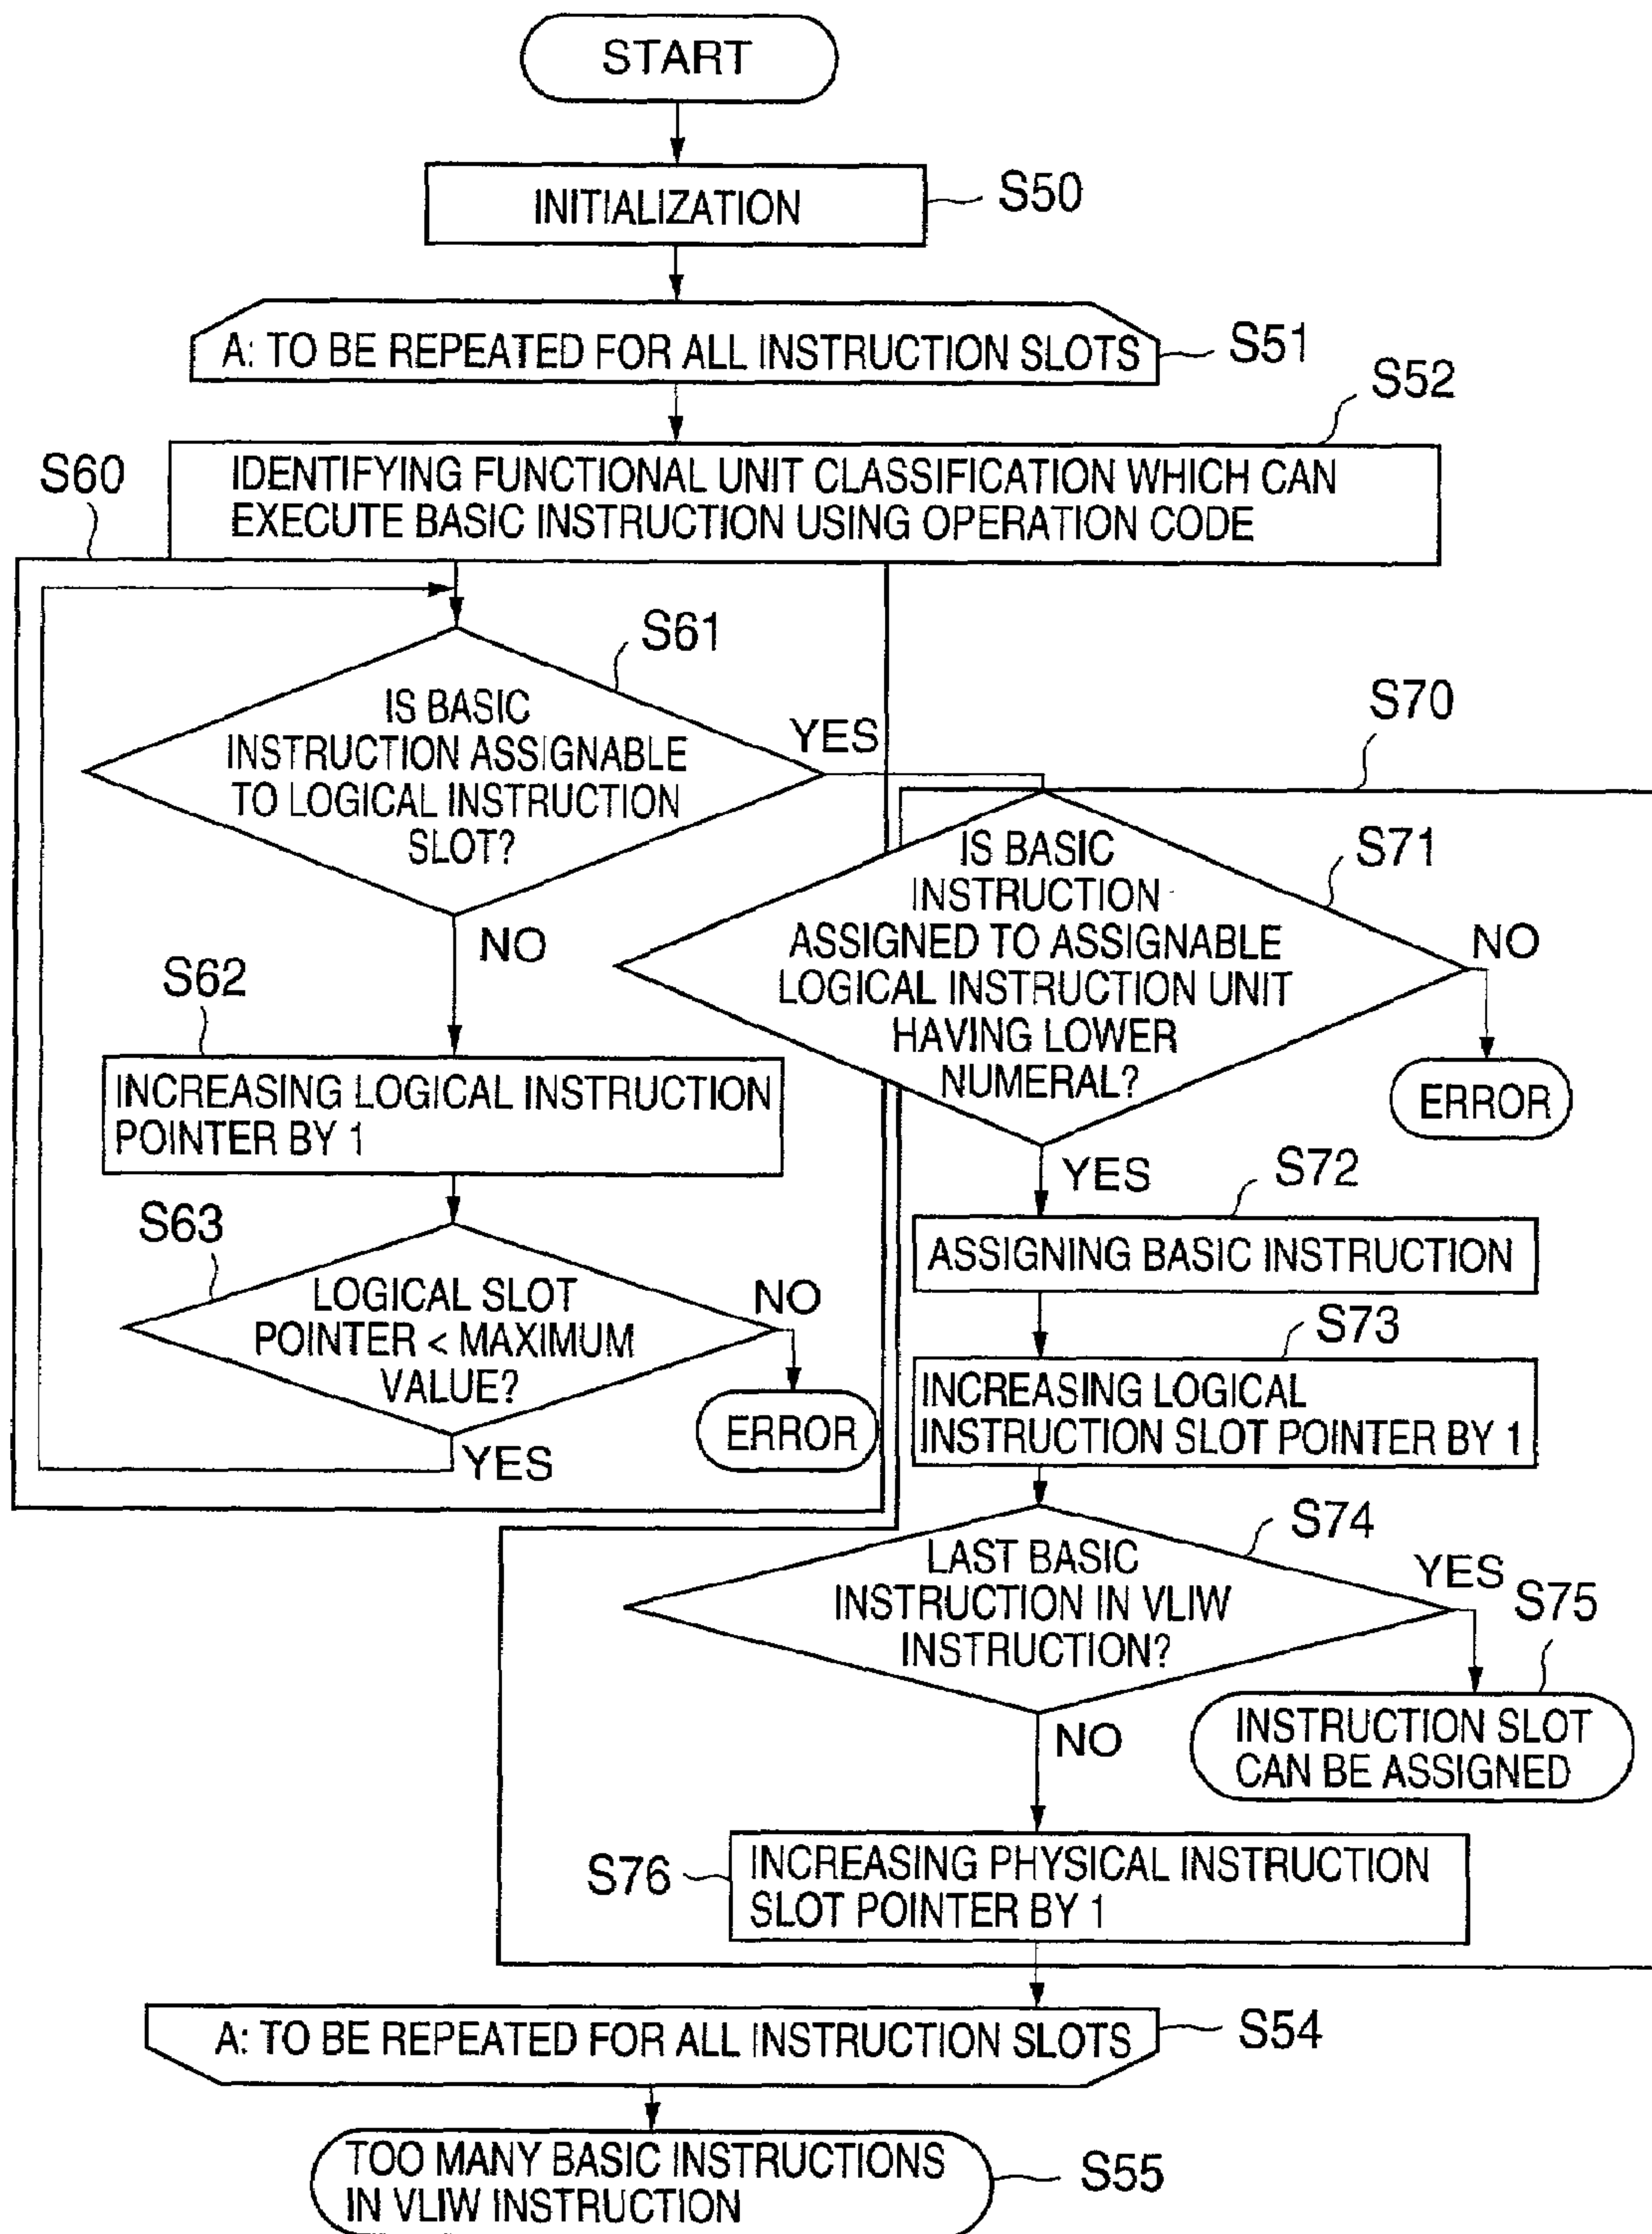 START
INITIALIZATION
S50
A: TO BE REPEATED FOR ALL INSTRUCTION SLOTS
S51
S52
IDENTIFYING FUNCTIONAL UNIT CLASSIFICATION WHICH CAN
EXECUTE BASIC INSTRUCTION USING OPERATION CODE
S60
S61
IS BASIC
INSTRUCTION ASSIGNABLE
TO LOGICAL INSTRUCTION
SLOT?
YES
NO
S62
INCREASING LOGICAL INSTRUCTION
POINTER BY 1
S63
LOGICAL SLOT
POINTER < MAXIMUM
VALUE?
NO
ERROR
YES
S70
S71
IS BASIC
INSTRUCTION
ASSIGNED TO ASSIGNABLE
LOGICAL INSTRUCTION UNIT
HAVING LOWER
NUMERAL?
NO
ERROR
YES
S72
ASSIGNING BASIC INSTRUCTION
S73
INCREASING LOGICAL
INSTRUCTION SLOT POINTER BY 1
S74
LAST BASIC
INSTRUCTION IN VLIW
INSTRUCTION?
YES
S75
INSTRUCTION SLOT
CAN BE ASSIGNED
NO
S76
INCREASING PHYSICAL INSTRUCTION
SLOT POINTER BY 1
A: TO BE REPEATED FOR ALL INSTRUCTION SLOTS
S54
TOO MANY BASIC INSTRUCTIONS
IN VLIW INSTRUCTION
S55